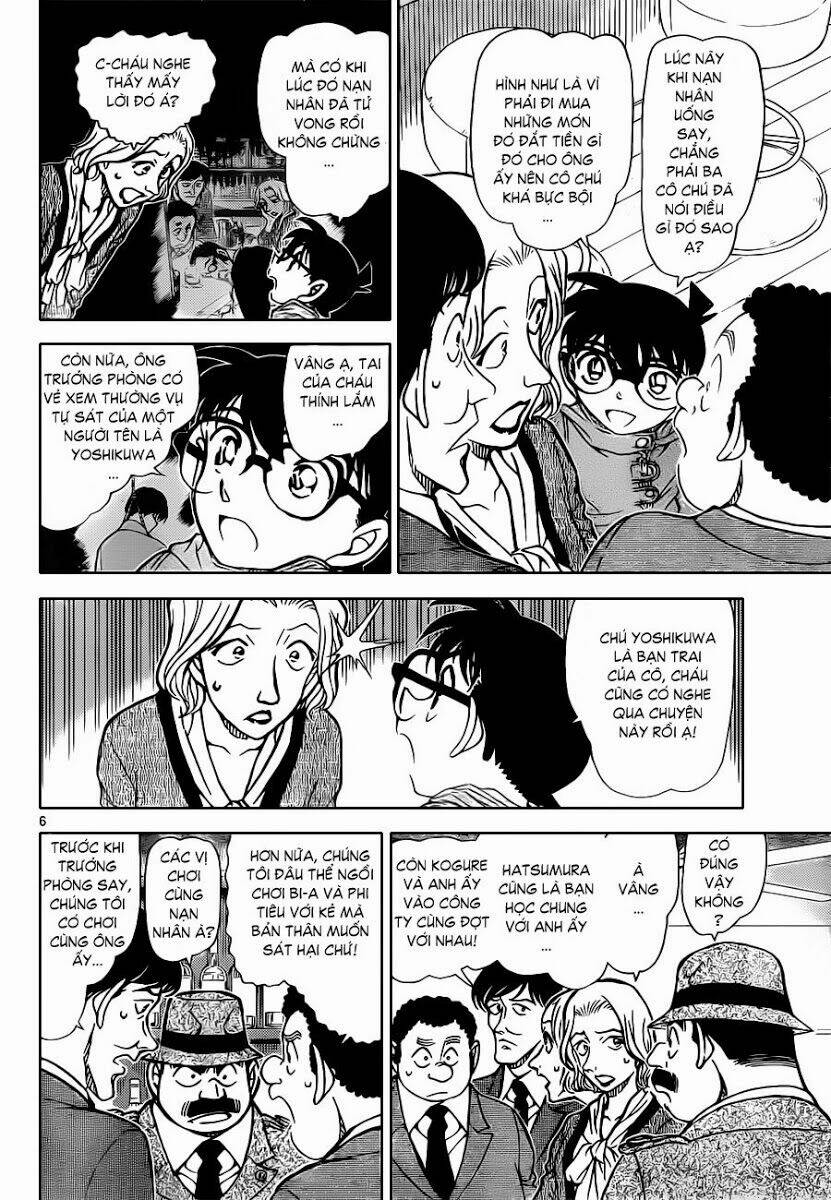 LÚC NÃY
KHI NẠN
NHÂN
UỐNG
SAY,
CHẲNG
PHẢI BA
CÔ CHÚ ĐÃ
NÓI ĐIỀU
GÌ ĐÓ SAO
Ạ?
HÌNH NHƯ LÀ VÌ
PHẢI ĐI MUA
NHỮNG MÓN
ĐỒ ĐẮT TIỀN GÌ
ĐÓ CHO ÔNG
ẤY NÊN CÔ CHÚ
KHÁ BỰC BỘI
...
MÀ CÓ KHI
LÚC ĐÓ NẠN
NHÂN ĐÃ TỬ
VONG RỒI
KHÔNG CHỪNG
...
C-CHÁU NGHE
THẤY MẤY
LỜI ĐÓ Á?
VÂNG Ạ, TAI
CỦA CHÁU
THÍNH LẮM
...
CÒN NỮA, ÔNG
TRƯỞNG PHÒNG CÓ
VẺ XEM THƯỜNG VỤ
TỰ SÁT CỦA MỘT
NGƯỜI TÊN LÀ
YOSHIKUWA
...
CHÚ YOSHIKUWA
LÀ BẠN TRAI
CỦA CÔ, CHÁU
CŨNG CÓ NGHE
QUA CHUYỆN
NÀY RỒI Ạ!
6
CÓ
ĐÚNG
VẬY
KHÔNG
?
À
VÂNG
...
HATSUMURA
CŨNG LÀ BẠN
HỌC CHUNG
VỚI ANH ẤY
...
CÒN KOGURE
VÀ ANH ẤY
VÀO CÔNG
TY CÙNG ĐỢT
VỚI NHAU!
HƠN NỮA, CHÚNG
TÔI ĐÂU THỂ NGỒI
CHƠI BI-A VÀ PHI
TIÊU VỚI KẺ MÀ
BẢN THÂN MUỐN
SÁT HẠI CHỨ!
CÁC VỊ
CHƠI
CÙNG
NẠN
NHÂN Á?
TRƯỚC KHI
TRƯỞNG
PHÒNG SAY,
CHÚNG TÔI
CÓ CHƠI
CÙNG ÔNG
ẤY...